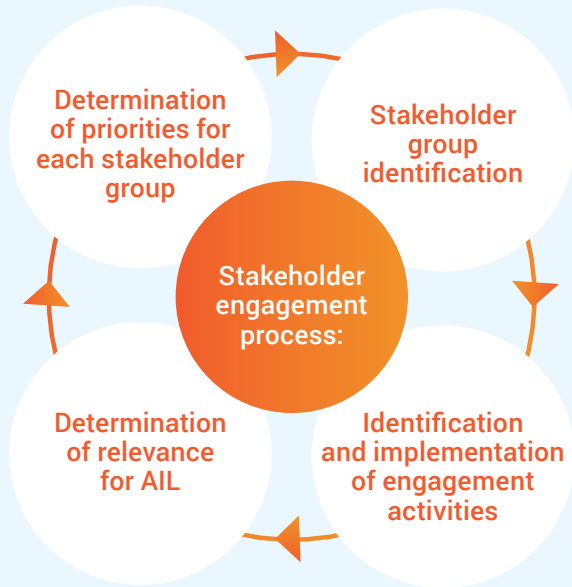 Determination
of priorities for
each stakeholder
group
Stakeholder
group
identification
Stakeholder
engagement
process:
Determination
of relevance
for AIL
Identification
and implementation
of engagement
activities